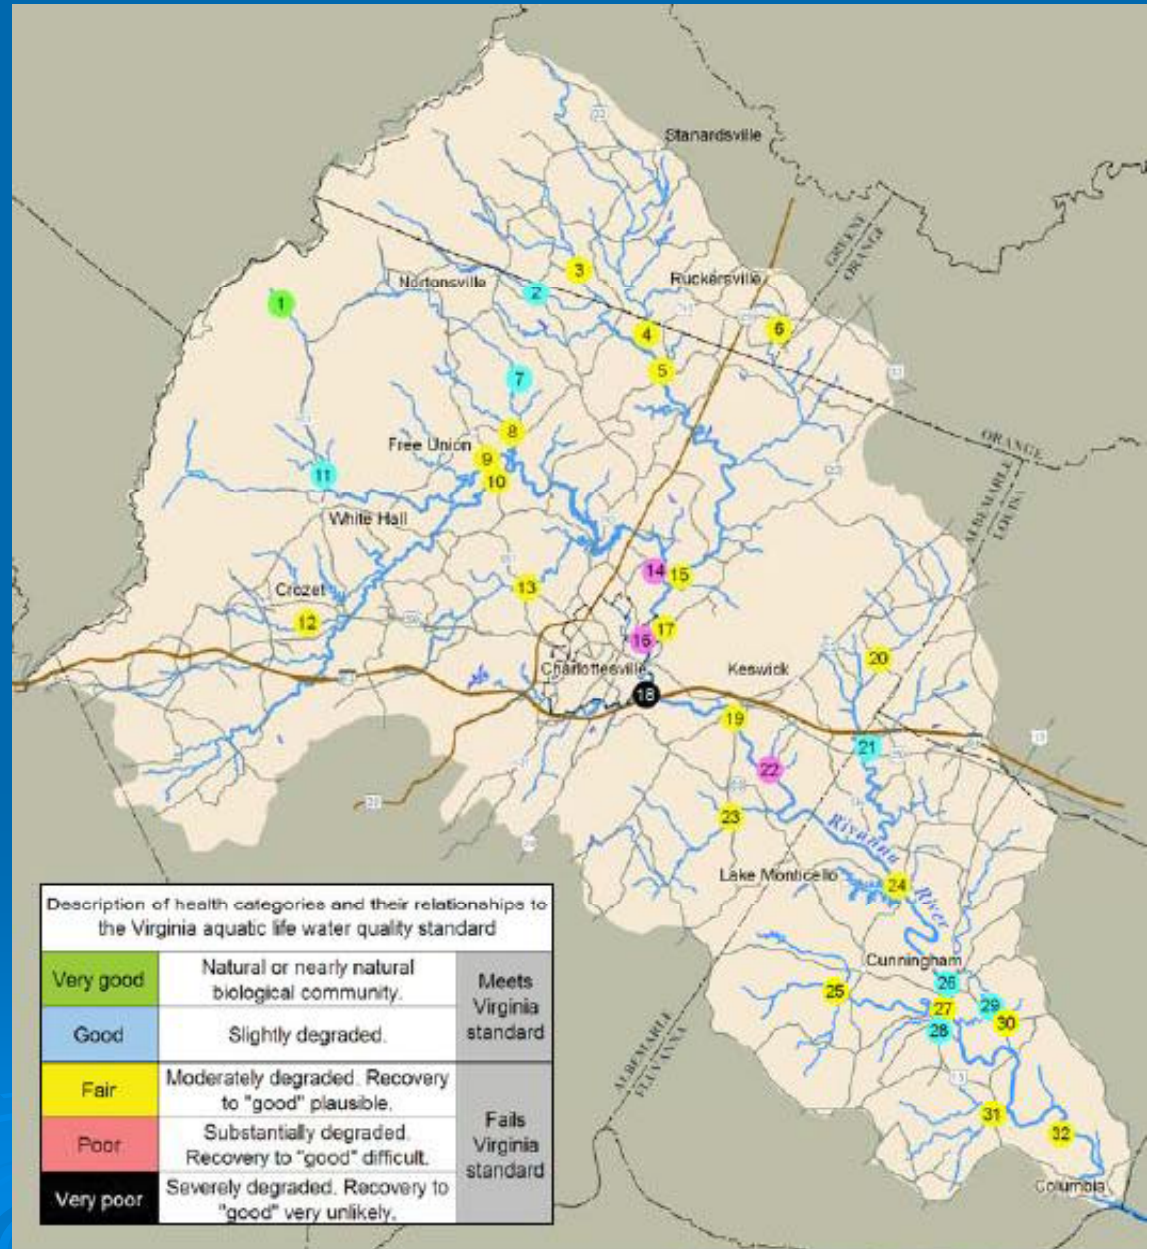 Stanardsville
GREENE
ORANGE
3
Ruckersville
Nortonsville
2
1
4
6
5
7
33
8
Free Union
ORANGE
9
10
11
ALBEMARLE
LOUISA
White Hall
14
15
13
Crozet
12
17
16
20
Charlottesville
Keswick
18
19
21
22
23
Rivanna
Lake Monticello
24
River
Cunningham
26
25
29
27
30
28
ALBEMARLE
FLUVANNA
31
32
Columbia
Description of health categories and their relationships to
the Virginia aquatic life water quality standard
Very good
Natural or nearly natural
biological community.
Meets
Virginia
standard
Good
Slightly degraded.
Fair
Moderately degraded. Recovery
to "good" plausible.
Fails
Virginia
standard
Poor
Substantially degraded.
Recovery to "good" difficult.
Very poor
Severely degraded. Recovery to
"good" very unlikely.